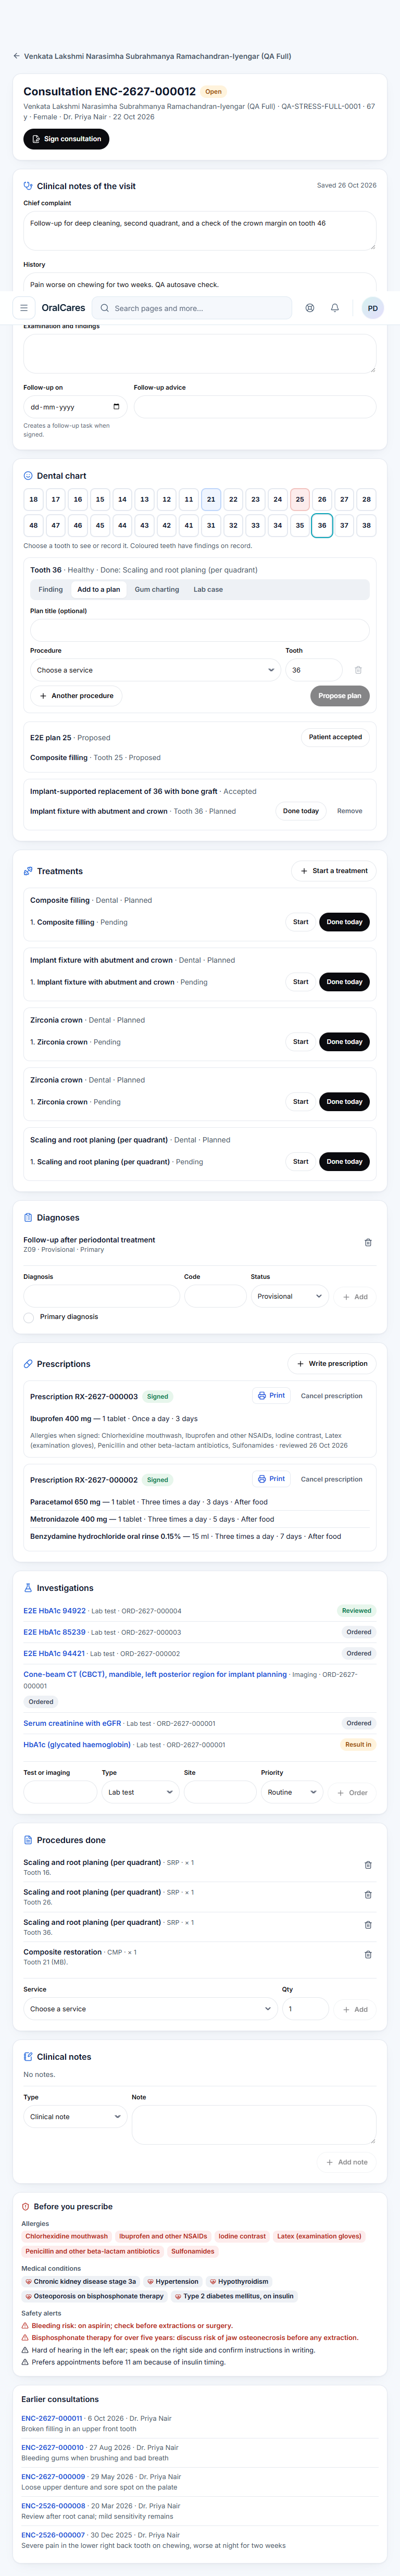 Venkata Lakshmi Narasimha Subrahmanya Ramachandran-Iyengar (QA Full)
Consultation ENC-2627-000012 Open
Venkata Lakshmi Narasimha Subrahmanya Ramachandran-Iyengar (QA Full) · QA-STRESS-FULL-0001 · 67
y · Female · Dr. Priya Nair · 22 Oct 2026
Sign consultation
Clinical notes of the visit Saved 26 Oct 2026
Chief complaint
Follow-up for deep cleaning, second quadrant, and a check of the crown margin on tooth 46
History
Pain worse on chewing for two weeks. QA autosave check.
OralCares Search pages and more... PD
Examination and findings
Follow-up on Follow-up advice
dd-mm-yyyy
Creates a follow-up task when
signed.
Dental chart
18 17 16 15 14 13 12 11 21 22 23 24 25 26 27 28
48 47 46 45 44 43 42 41 31 32 33 34 35 36 37 38
Choose a tooth to see or record it. Coloured teeth have findings on record.
Tooth 36 · Healthy · Done: Scaling and root planing (per quadrant)
Finding Add to a plan Gum charting Lab case
Plan title (optional)
Procedure Tooth
Choose a service 36
Another procedure Propose plan
E2E plan 25 · Proposed Patient accepted
Composite filling · Tooth 25 · Proposed
Implant-supported replacement of 36 with bone graft · Accepted
Implant fixture with abutment and crown · Tooth 36 · Planned Done today Remove
Treatments Start a treatment
Composite filling · Dental · Planned
1. Composite filling · Pending Start Done today
Implant fixture with abutment and crown · Dental · Planned
1. Implant fixture with abutment and crown · Pending Start Done today
Zirconia crown · Dental · Planned
1. Zirconia crown · Pending Start Done today
Zirconia crown · Dental · Planned
1. Zirconia crown · Pending Start Done today
Scaling and root planing (per quadrant) · Dental · Planned
1. Scaling and root planing (per quadrant) · Pending Start Done today
Diagnoses
Follow-up after periodontal treatment
Z09 · Provisional · Primary
Diagnosis Code Status
Provisional Add
Primary diagnosis
Prescriptions Write prescription
Prescription RX-2627-000003 Signed Print Cancel prescription
Ibuprofen 400 mg — 1 tablet · Once a day · 3 days
Allergies when signed: Chlorhexidine mouthwash, Ibuprofen and other NSAIDs, Iodine contrast, Latex
(examination gloves), Penicillin and other beta-lactam antibiotics, Sulfonamides · reviewed 26 Oct 2026
Prescription RX-2627-000002 Signed Print Cancel prescription
Paracetamol 650 mg — 1 tablet · Three times a day · 3 days · After food
Metronidazole 400 mg — 1 tablet · Three times a day · 5 days · After food
Benzydamine hydrochloride oral rinse 0.15% — 15 ml · Three times a day · 7 days · After food
Investigations
E2E HbA1c 94922 · Lab test · ORD-2627-000004 Reviewed
E2E HbA1c 85239 · Lab test · ORD-2627-000003 Ordered
E2E HbA1c 94421 · Lab test · ORD-2627-000002 Ordered
Cone-beam CT (CBCT), mandible, left posterior region for implant planning · Imaging · ORD-2627-
000001
Ordered
Serum creatinine with eGFR · Lab test · ORD-2627-000001 Ordered
HbA1c (glycated haemoglobin) · Lab test · ORD-2627-000001 Result in
Test or imaging Type Site Priority
Lab test Routine Order
Procedures done
Scaling and root planing (per quadrant) · SRP · × 1
Tooth 16.
Scaling and root planing (per quadrant) · SRP · × 1
Tooth 26.
Scaling and root planing (per quadrant) · SRP · × 1
Tooth 36.
Composite restoration · CMP · × 1
Tooth 21 (MB).
Service Qty
Choose a service 1 Add
Clinical notes
No notes.
Type Note
Clinical note
Add note
Before you prescribe
Allergies
Chlorhexidine mouthwash Ibuprofen and other NSAIDs Iodine contrast Latex (examination gloves)
Penicillin and other beta-lactam antibiotics Sulfonamides
Medical conditions
Chronic kidney disease stage 3a Hypertension Hypothyroidism
Osteoporosis on bisphosphonate therapy Type 2 diabetes mellitus, on insulin
Safety alerts
Bleeding risk: on aspirin; check before extractions or surgery.
Bisphosphonate therapy for over five years: discuss risk of jaw osteonecrosis before any extraction.
Hard of hearing in the left ear; speak on the right side and confirm instructions in writing.
Prefers appointments before 11 am because of insulin timing.
Earlier consultations
ENC-2627-000011 · 6 Oct 2026 · Dr. Priya Nair
Broken filling in an upper front tooth
ENC-2627-000010 · 27 Aug 2026 · Dr. Priya Nair
Bleeding gums when brushing and bad breath
ENC-2627-000009 · 29 May 2026 · Dr. Priya Nair
Loose upper denture and sore spot on the palate
ENC-2526-000008 · 20 Mar 2026 · Dr. Priya Nair
Review after root canal; mild sensitivity remains
ENC-2526-000007 · 30 Dec 2025 · Dr. Priya Nair
Severe pain in the lower right back tooth on chewing, worse at night for two weeks